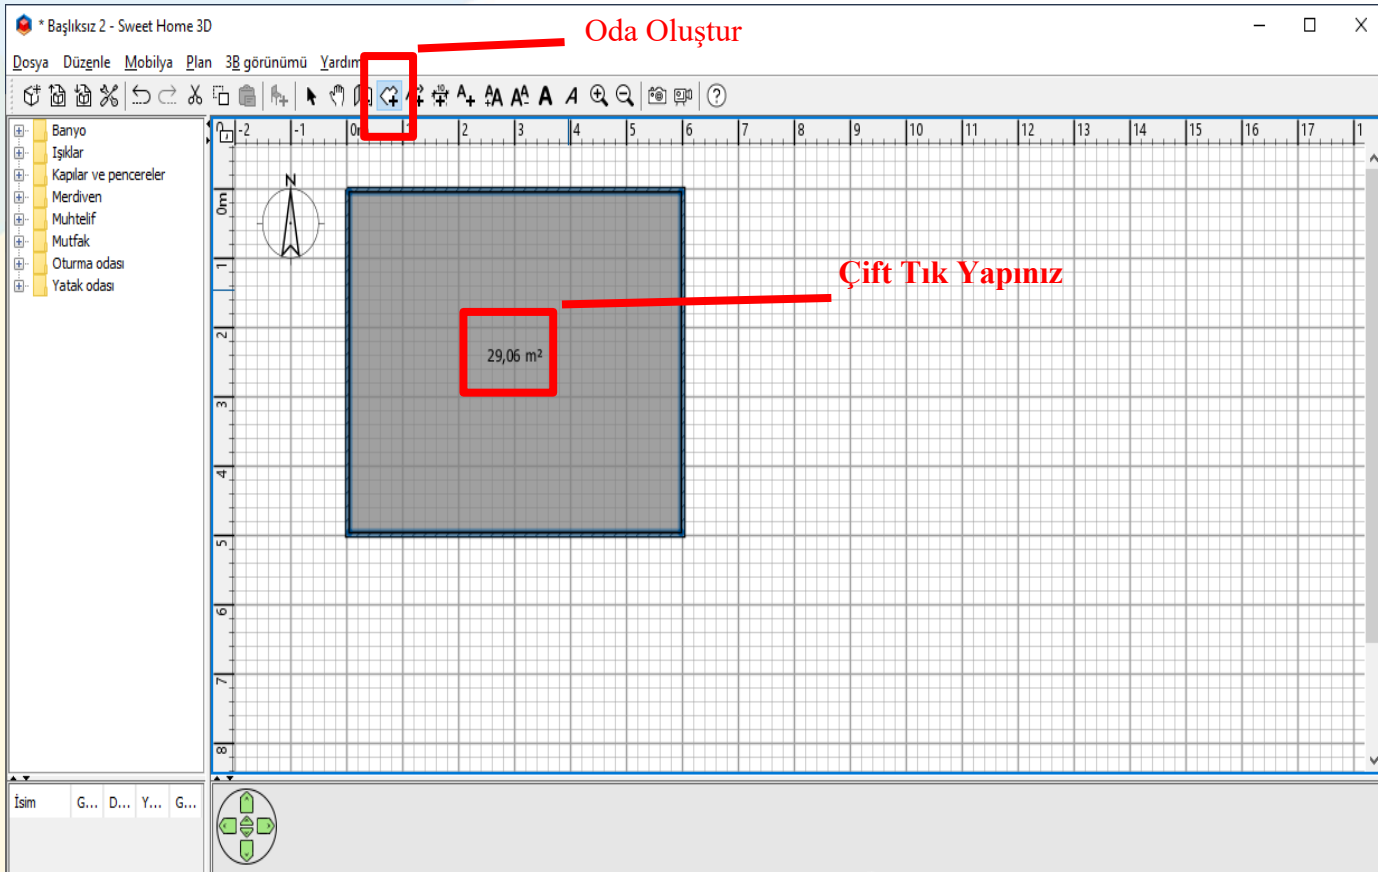 * Başlıksız 2 - Sweet Home 3D
Oda Oluştur
Dosya Düzenle Mobilya Plan 3B görünümü Yardım
Banyo
Işıklar
Kapılar ve pencereler
Merdiven
Muhtelif
Mutfak
Oturma odası
Yatak odası
-2 -1 0 1 2 3 4 5 6 7 8 9 10 11 12 13 14 15 16 17 1
N
0m
1
2
3
4
5
6
7
8
Çift Tık Yapınız
29,06 m²
İsim G... D... Y... G...